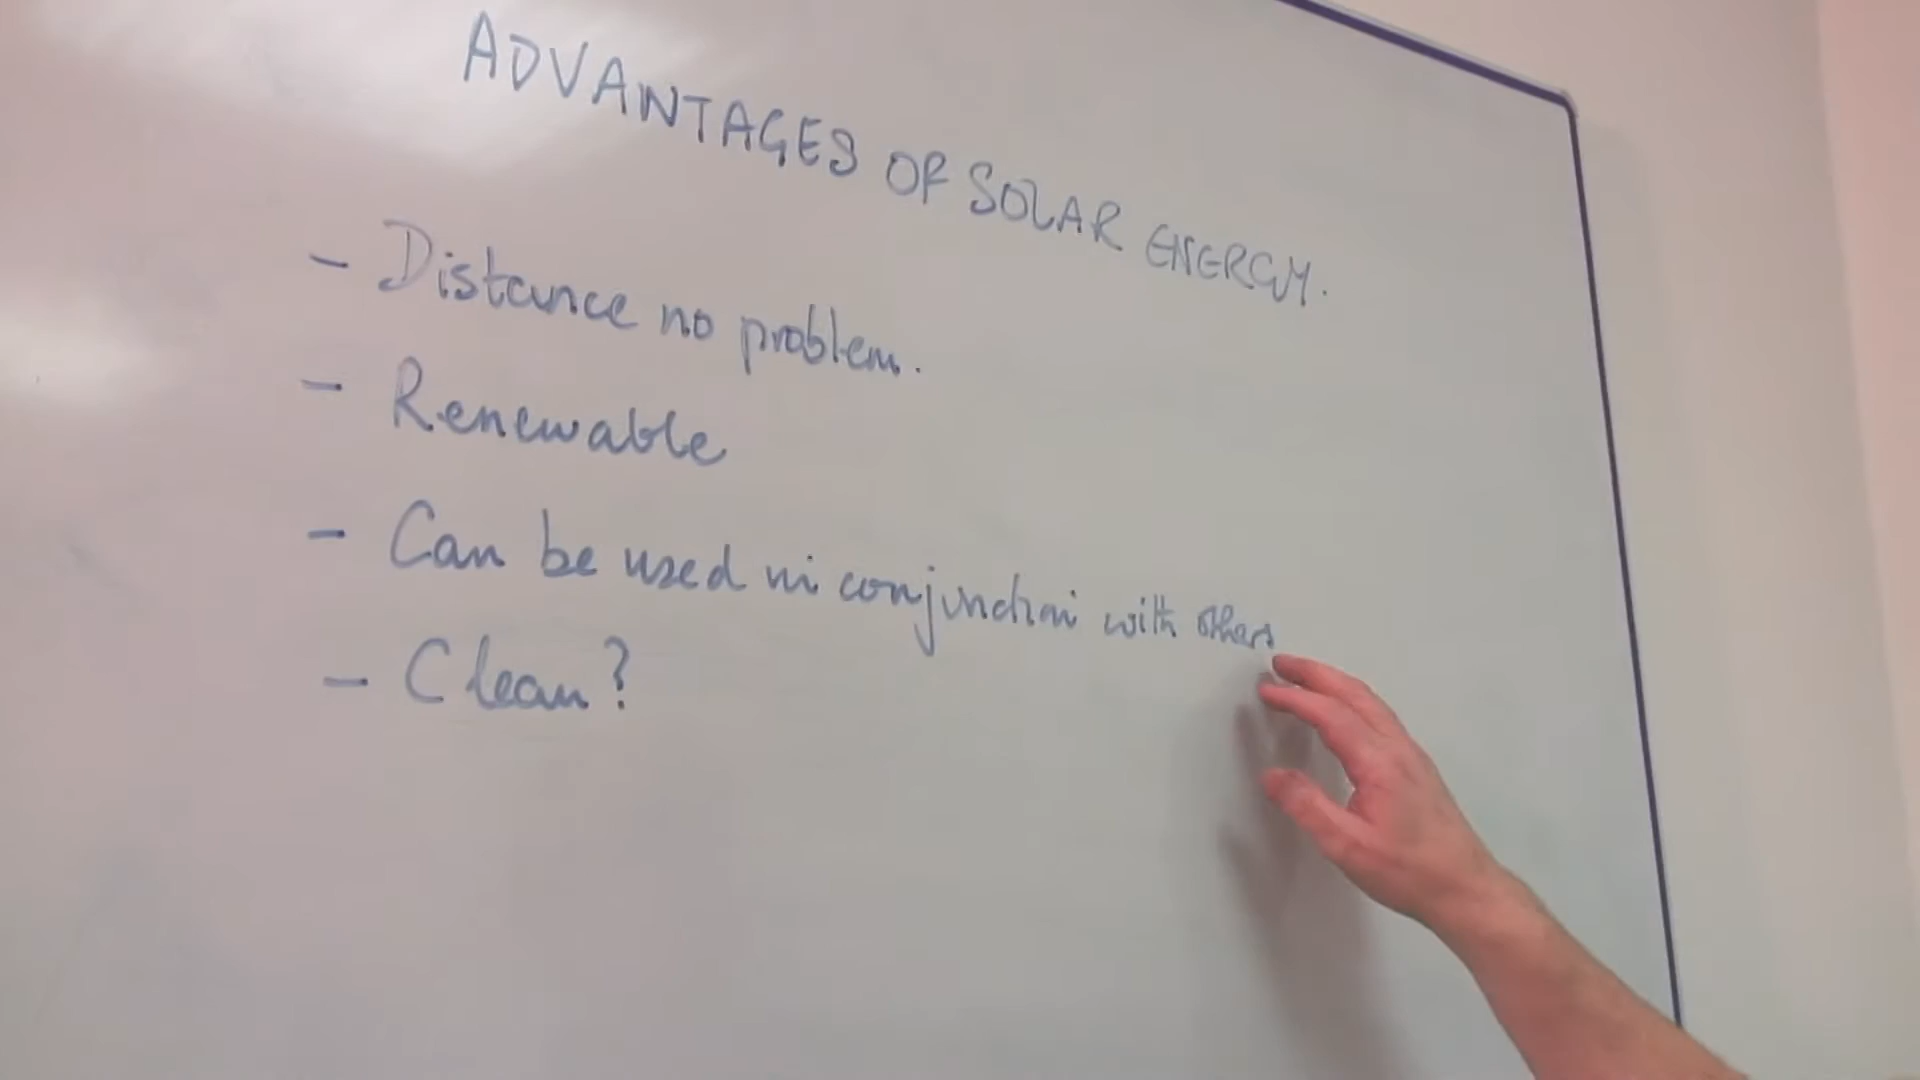 ADVANTAGES OF SOLAR ENERGY.
- Distance no problem.
- Renewable
- Can be used in conjunction with others
- Clean?